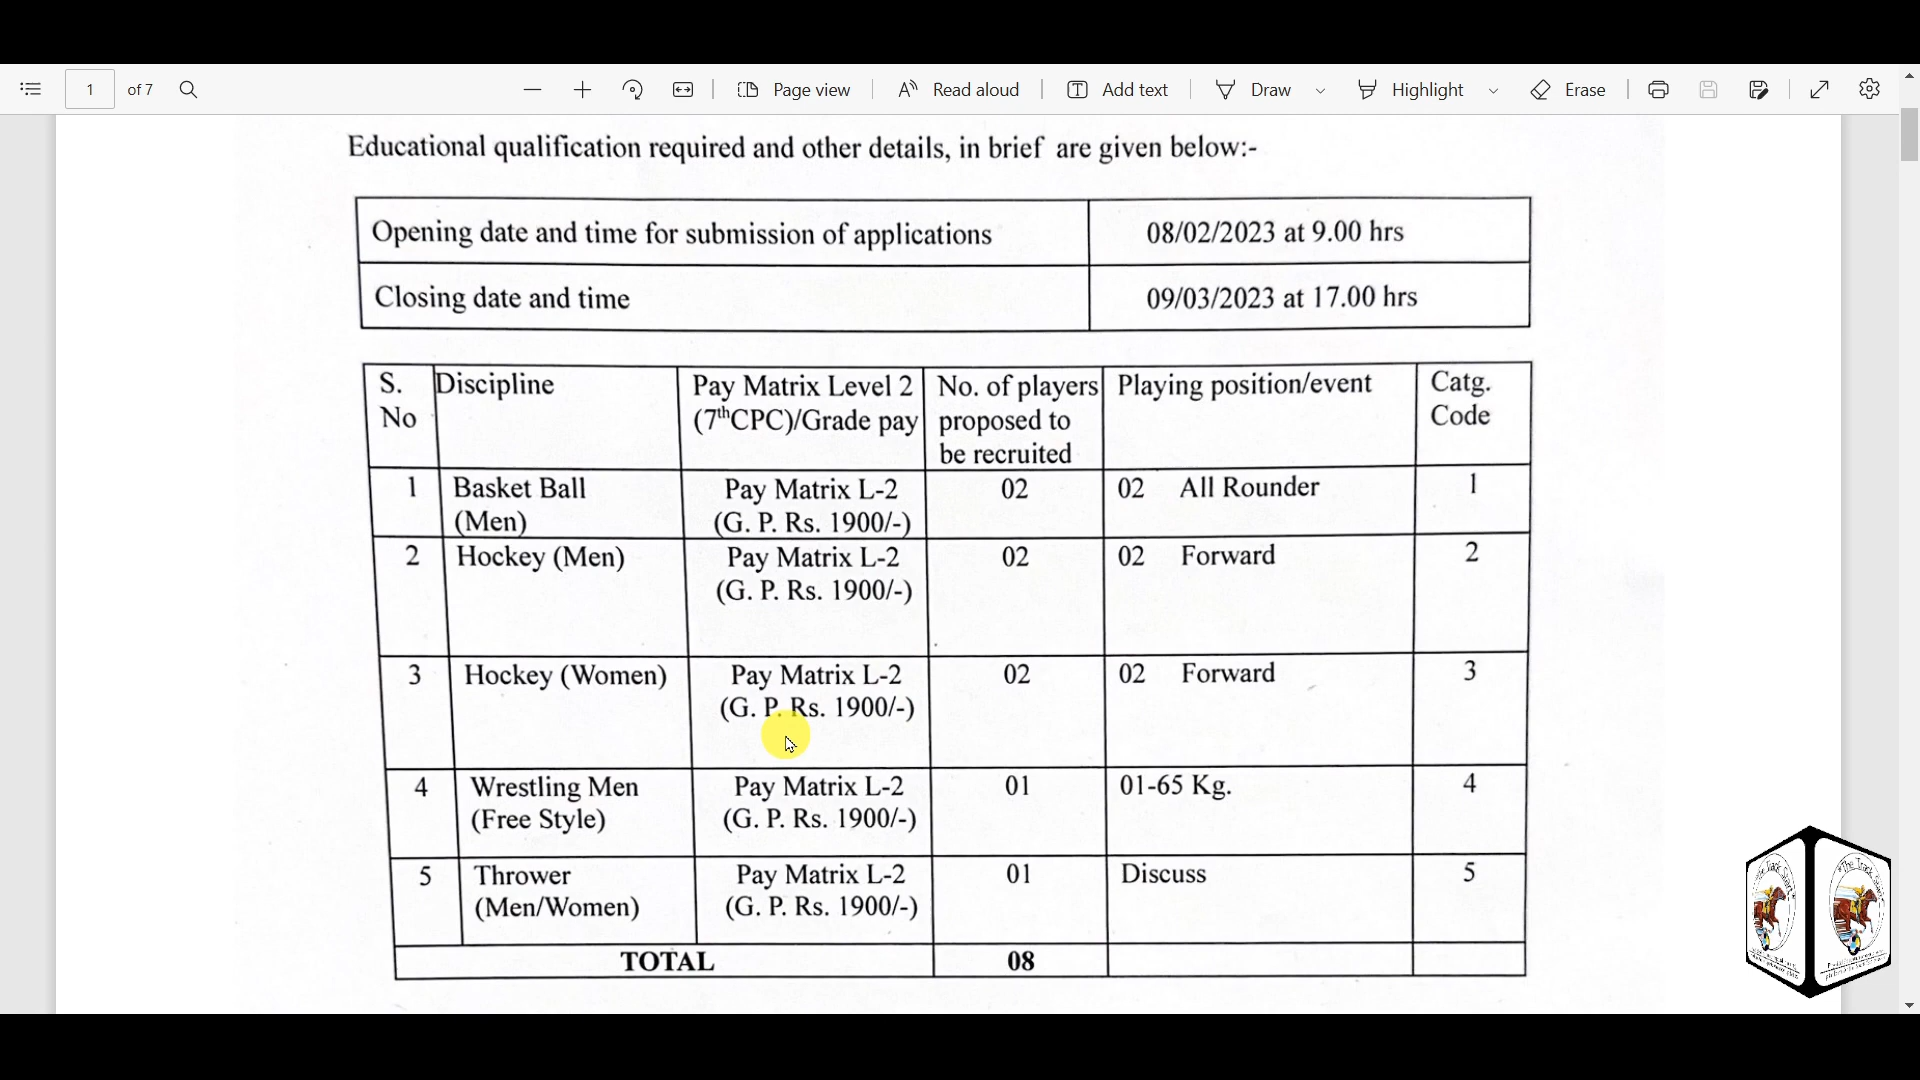 1 of 7 Page view Read aloud Add text Draw Highlight Erase
Educational qualification required and other details, in brief are given below:-
Opening date and time for submission of applications 08/02/2023 at 9.00 hrs
Closing date and time 09/03/2023 at 17.00 hrs
S. Discipline Pay Matrix Level 2 No. of players Playing position/event Catg.
No (7thCPC)/Grade pay proposed to Code
be recruited
1 Basket Ball Pay Matrix L-2 02 02 All Rounder 1
(Men) (G. P. Rs. 1900/-)
2 Hockey (Men) Pay Matrix L-2 02 02 Forward 2
(G. P. Rs. 1900/-)
3 Hockey (Women) Pay Matrix L-2 02 02 Forward 3
(G. P. Rs. 1900/-)
4 Wrestling Men Pay Matrix L-2 01 01-65 Kg. 4
(Free Style) (G. P. Rs. 1900/-)
5 Thrower Pay Matrix L-2 01 Discuss 5
(Men/Women) (G. P. Rs. 1900/-)
TOTAL 08